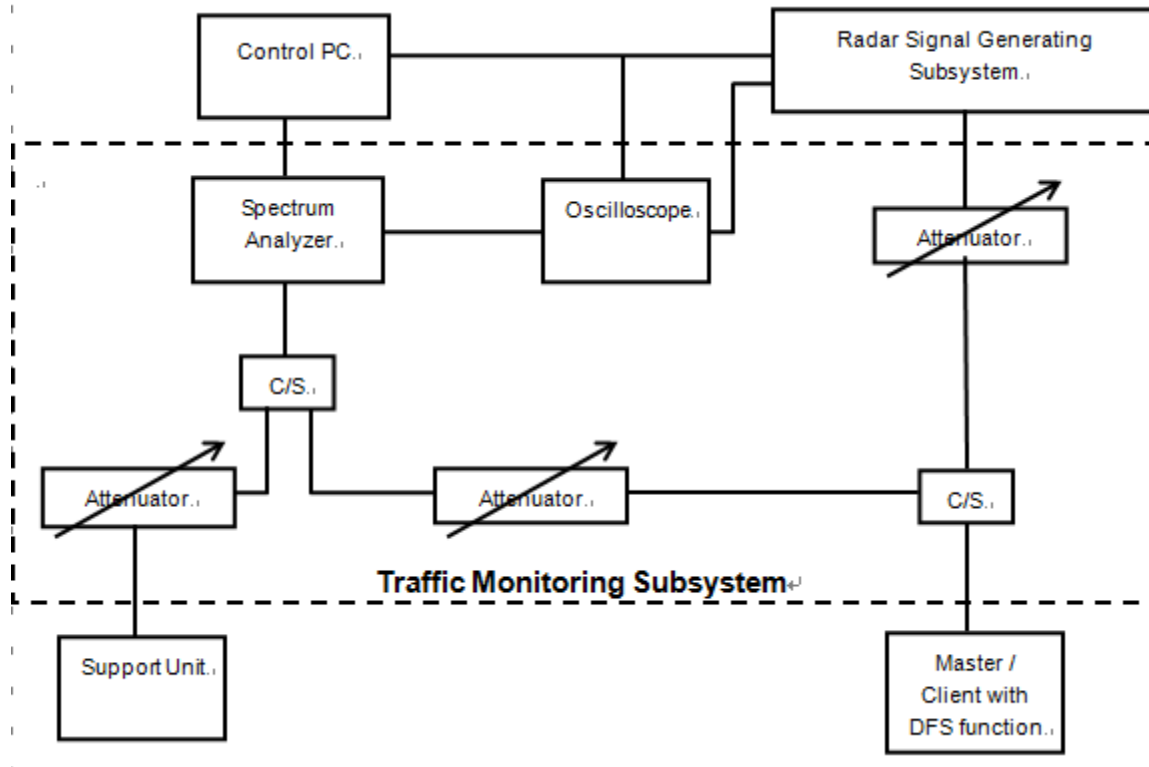 Control PC
Radar Signal Generating
Subsystem
Spectrum
Analyzer
Oscilloscope
Attenuator
C/S
Attenuator
Attenuator
C/S
Traffic Monitoring Subsystem
Support Unit
Master /
Client with
DFS function